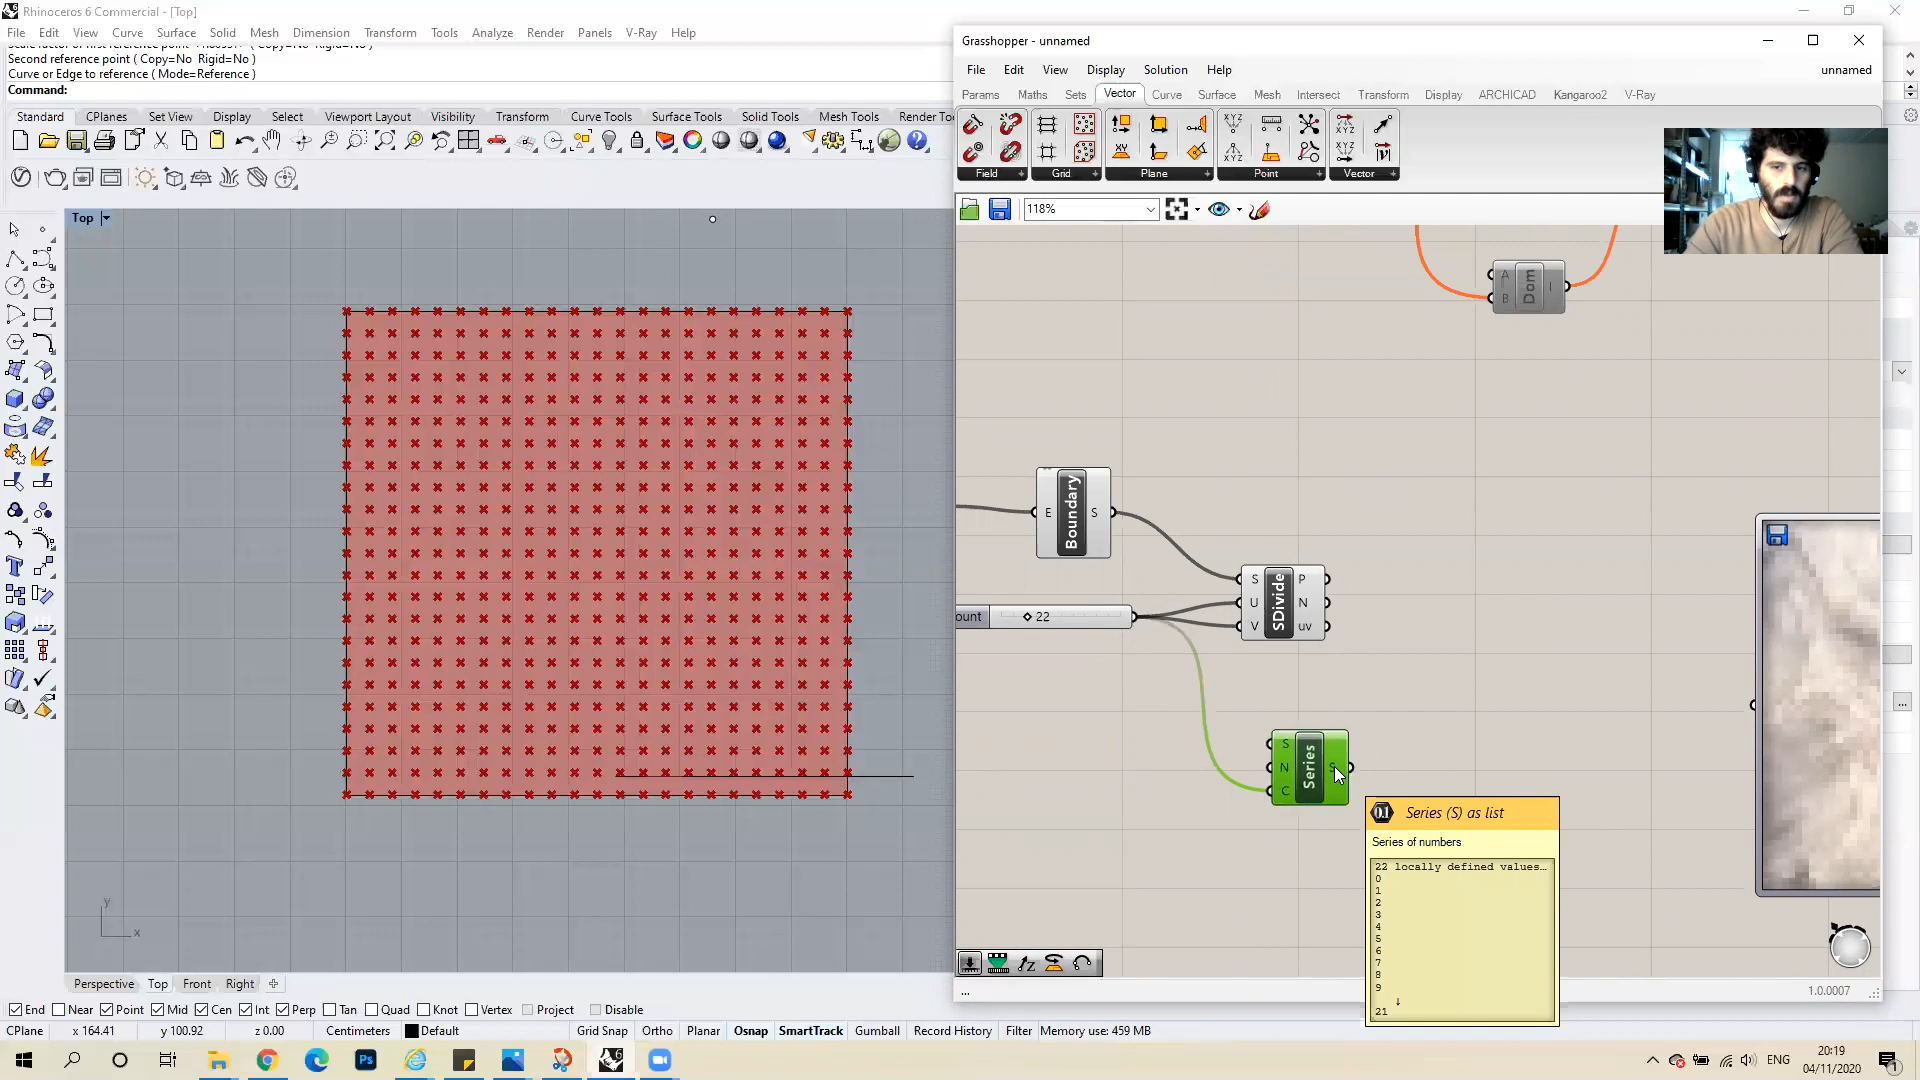 Rhinoceros 6 Commercial - [Top]
File Edit View Curve Surface Solid Mesh Dimension Transform Tools Analyze Render Panels V-Ray Help
Second reference point ( Copy=No Rigid=No )
Curve or Edge to reference ( Mode=Reference )
Command:
Standard CPlanes Set View Display Select Viewport Layout Visibility Transform Curve Tools Surface Tools Solid Tools Mesh Tools Render To
Top
y
x
Perspective Top Front Right
End Near Point Mid Cen Int Perp Tan Quad Knot Vertex Project Disable
CPlane x 164.41 y 100.92 z 0.00 Centimeters Default Grid Snap Ortho Planar Osnap SmartTrack Gumball Record History Filter Memory use: 459 MB
Grasshopper - unnamed
File Edit View Display Solution Help unnamed
Params Maths Sets Vector Curve Surface Mesh Intersect Transform Display ARCHICAD Kangaroo2 V-Ray
Field Grid Plane Point Vector
118%
A
B
Dom
I
E
Boundary
S
S
U
V
SDivide
P
N
uv
ount 22
S
N
C
Series
S
Series (S) as list
Series of numbers
22 locally defined values…
0
1
2
3
4
5
6
7
8
9
↓
21
... 1.0.0007
ENG
20:19
04/11/2020